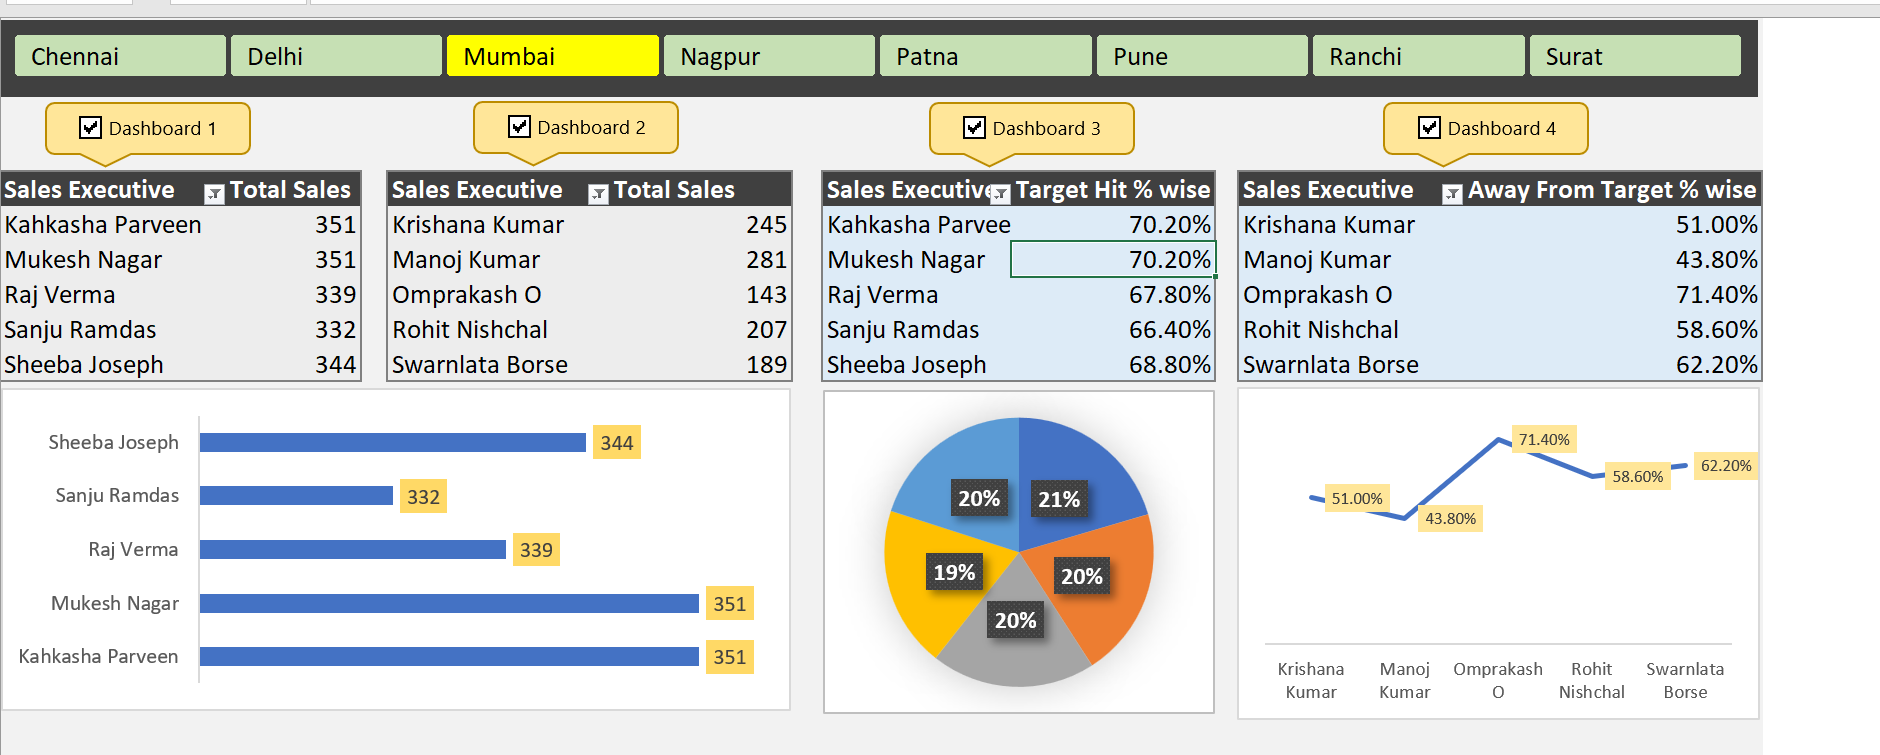 Chennai Delhi Mumbai Nagpur Patna Pune Ranchi Surat
Dashboard 1 Dashboard 2 Dashboard 3 Dashboard 4
Sales Executive Total Sales
Kahkasha Parveen 351
Mukesh Nagar 351
Raj Verma 339
Sanju Ramdas 332
Sheeba Joseph 344
Sales Executive Total Sales
Krishana Kumar 245
Manoj Kumar 281
Omprakash O 143
Rohit Nishchal 207
Swarnlata Borse 189
Sales Executive Target Hit % wise
Kahkasha Parvee 70.20%
Mukesh Nagar 70.20%
Raj Verma 67.80%
Sanju Ramdas 66.40%
Sheeba Joseph 68.80%
Sales Executive Away From Target % wise
Krishana Kumar 51.00%
Manoj Kumar 43.80%
Omprakash O 71.40%
Rohit Nishchal 58.60%
Swarnlata Borse 62.20%
Sheeba Joseph 344
Sanju Ramdas 332
Raj Verma 339
Mukesh Nagar 351
Kahkasha Parveen 351
20% 21%
19% 20%
20%
71.40%
62.20%
58.60%
51.00%
43.80%
Krishana Manoj Omprakash Rohit Swarnlata
Kumar Kumar O Nishchal Borse